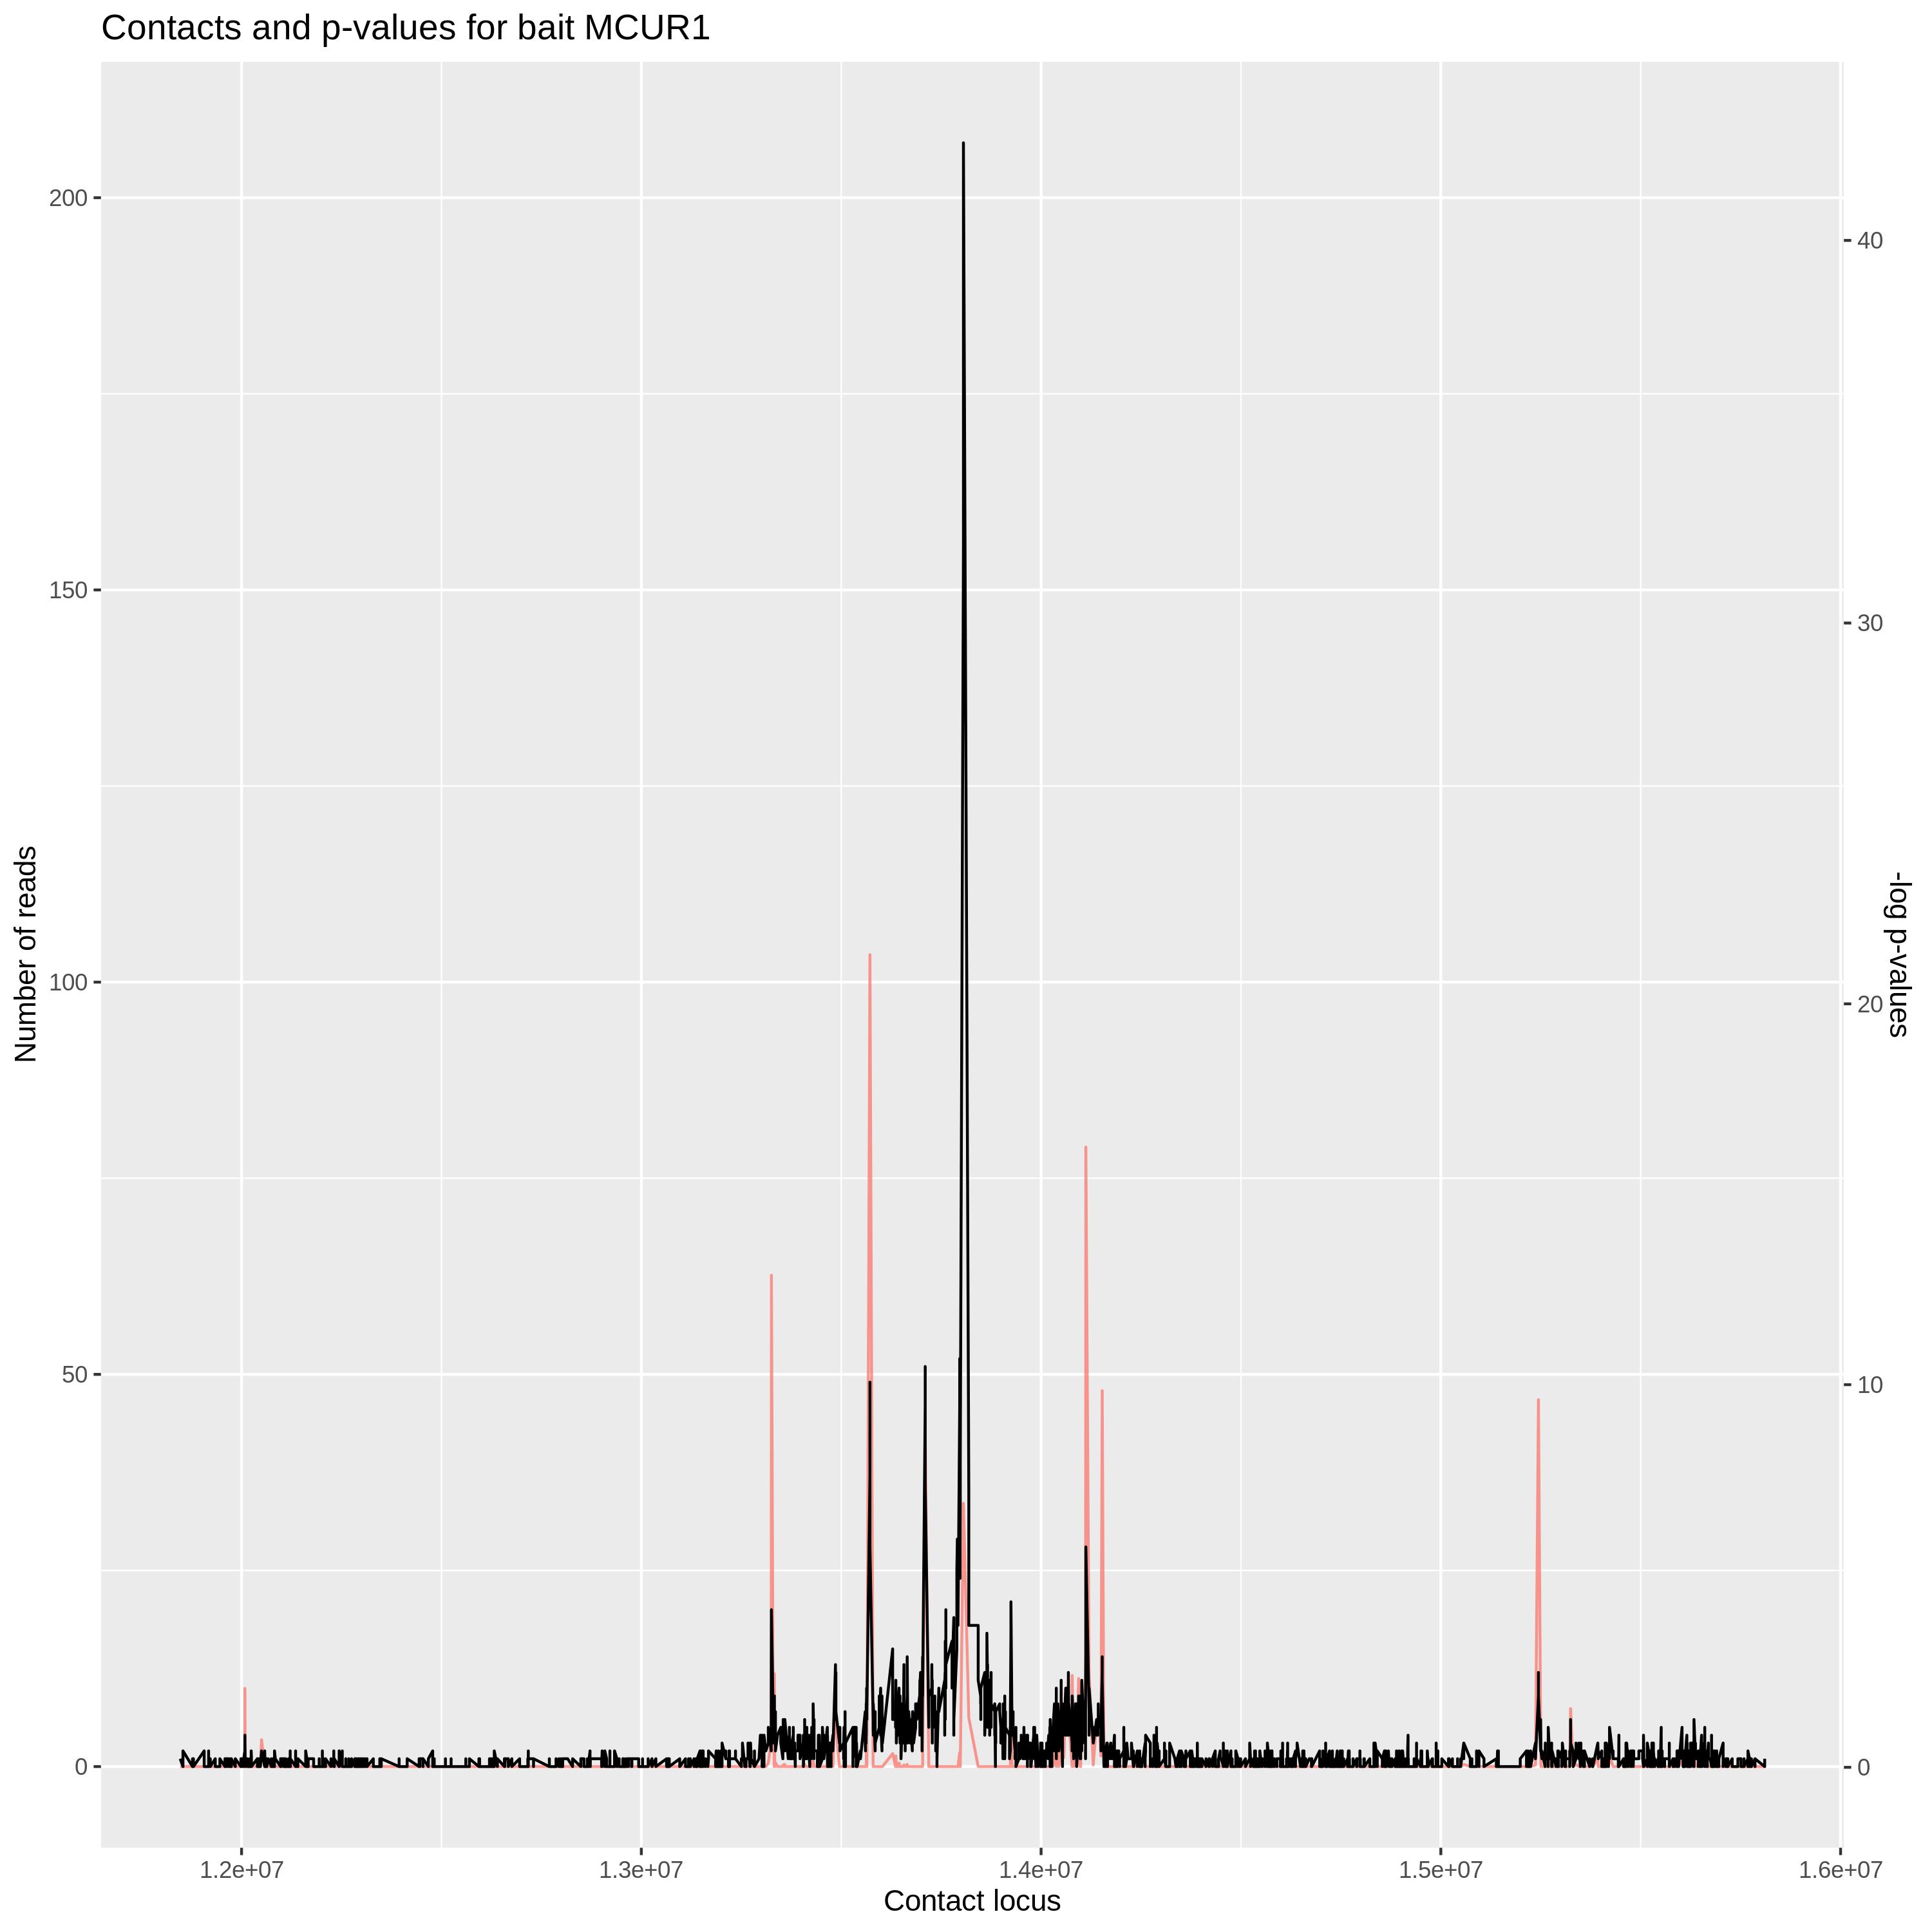 Contacts and p-values for bait MCUR1
200
150
100
50
0
Number of reads
40
30
20
10
0
-log p-values
1.2e+07
1.3e+07
1.4e+07
1.5e+07
1.6e+07
Contact locus